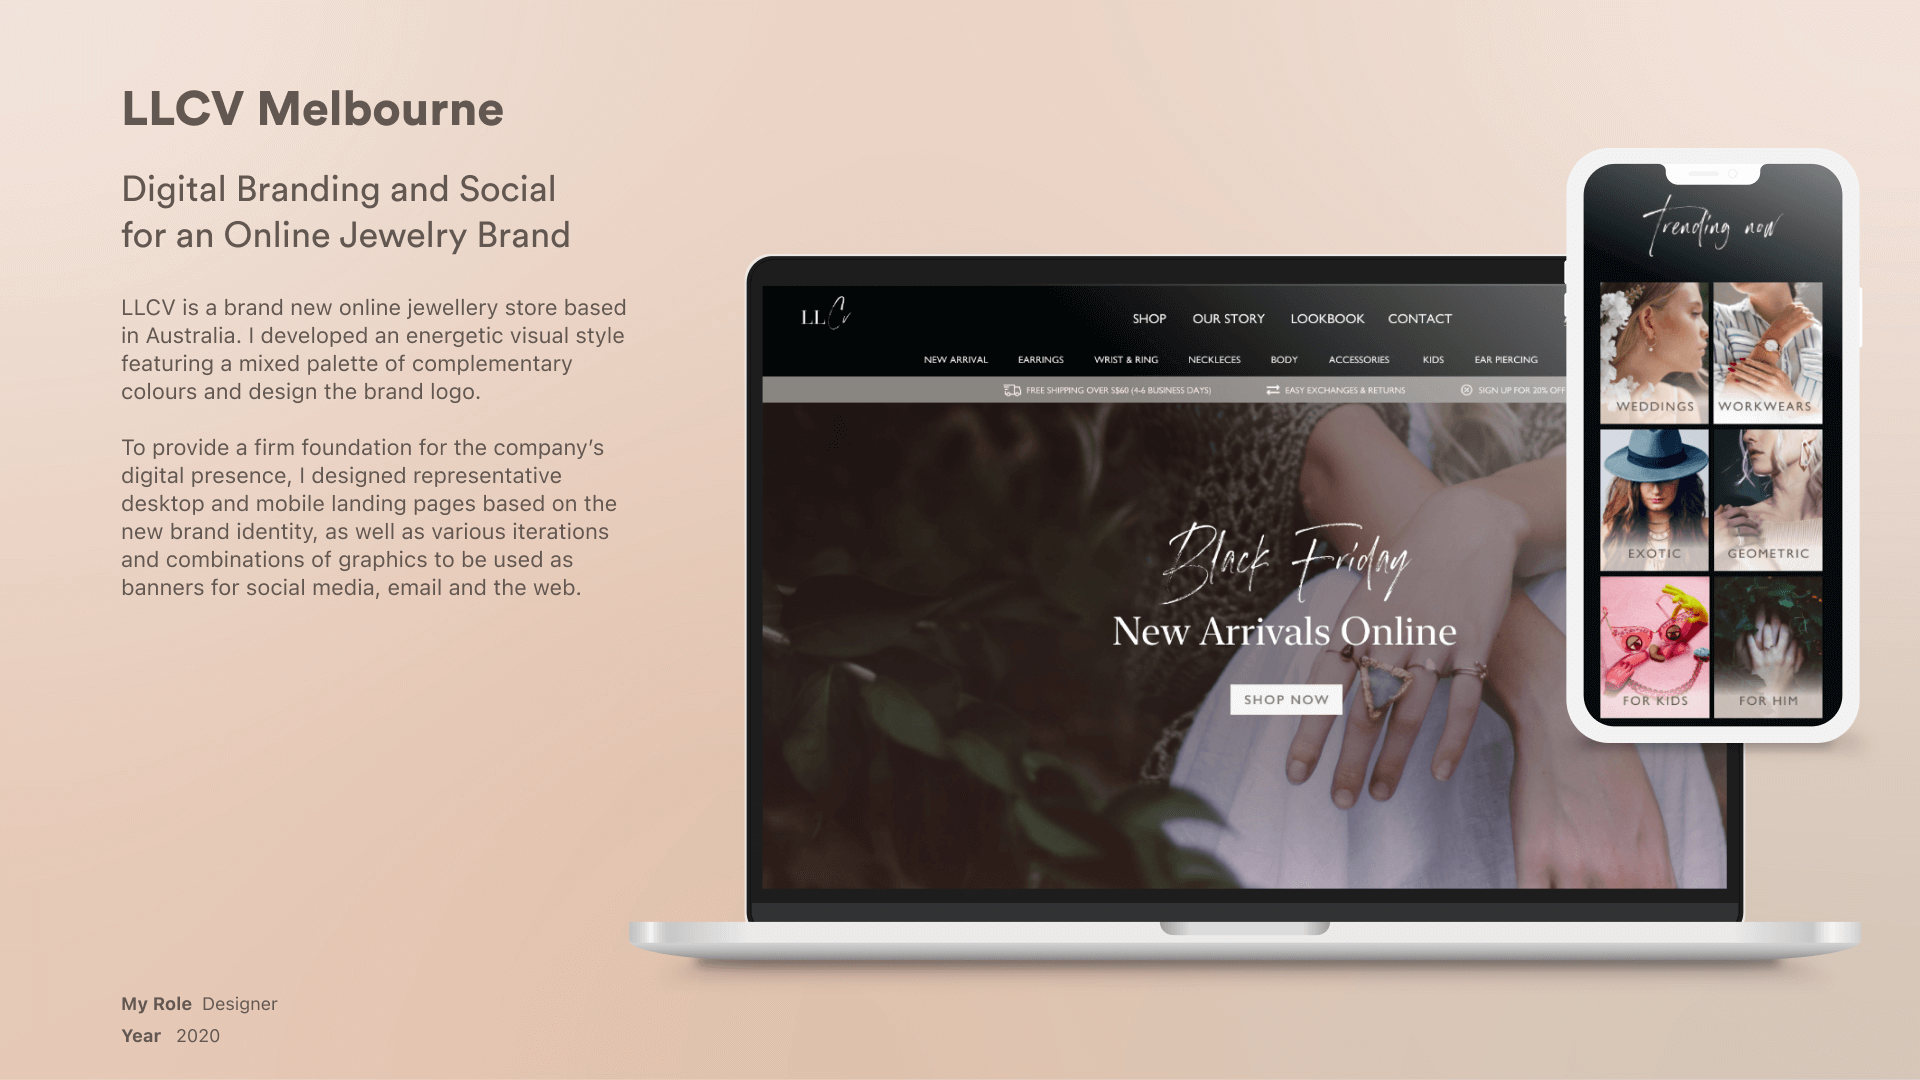 LLCV Melbourne
Digital Branding and Social
for an Online Jewelry Brand
LLCV is a brand new online jewellery store based
in Australia. I developed an energetic visual style
featuring a mixed palette of complementary
colours and design the brand logo.
To provide a firm foundation for the company’s
digital presence, I designed representative
desktop and mobile landing pages based on the
new brand identity, as well as various iterations
and combinations of graphics to be used as
banners for social media, email and the web.
My Role Designer
Year 2020
LLCv
SHOP OUR STORY LOOKBOOK CONTACT
NEW ARRIVAL EARRINGS WRIST & RING NECKLECES BODY ACCESSORIES KIDS EAR PIERCING
FREE SHIPPING OVER S$60 (4-6 BUSINESS DAYS) EASY EXCHANGES & RETURNS SIGN UP FOR 20% OFF
Black Friday
New Arrivals Online
SHOP NOW
Trending now
WEDDINGS WORKWEARS
EXOTIC GEOMETRIC
FOR KIDS FOR HIM